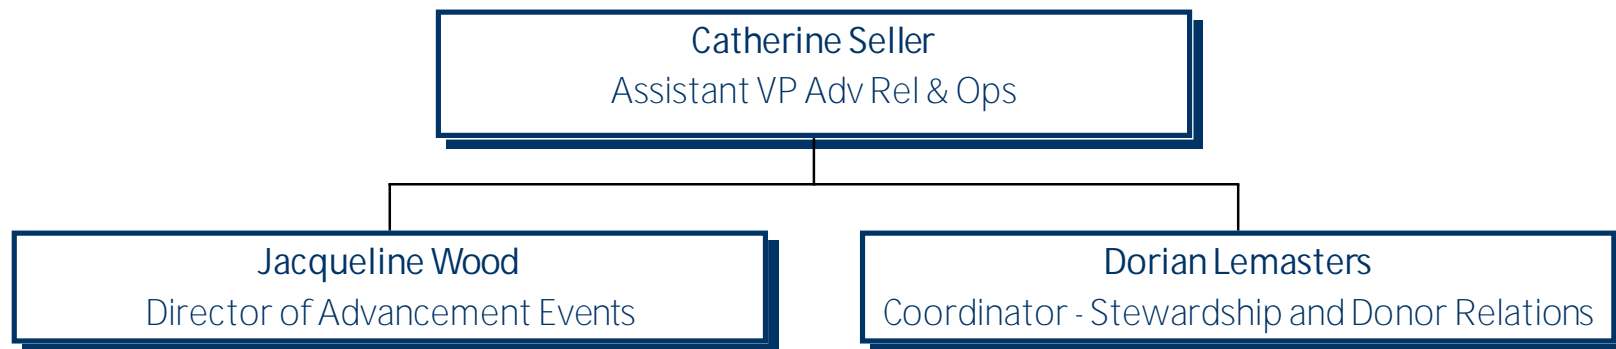 Catherine Seller
Assistant VP Adv Rel & Ops
Jacqueline Wood
Director of Advancement Events
Dorian Lemasters
Coordinator - Stewardship and Donor Relations